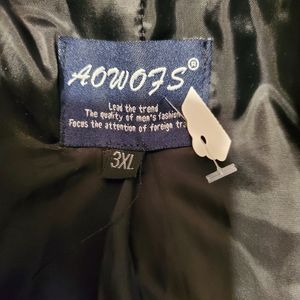 AOWOFS®
Lead the trend
The quality of men's fashion
Focus the attention of foreign
3XL